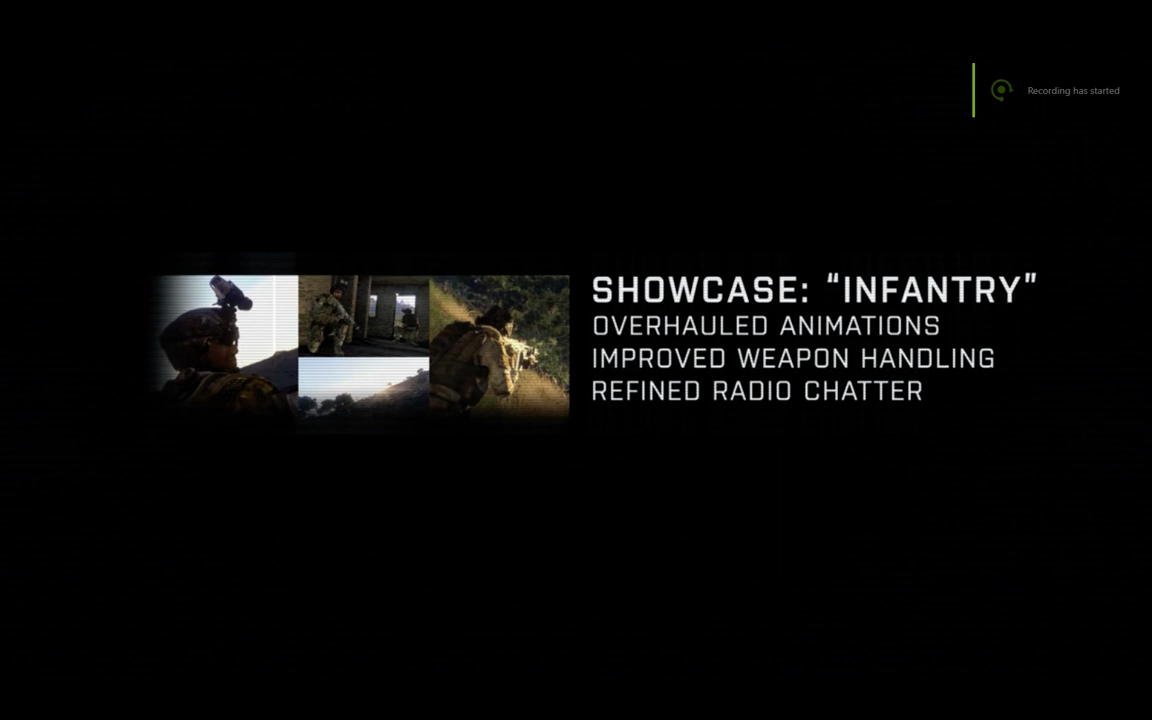 Recording has started
SHOWCASE: “INFANTRY”
OVERHAULED ANIMATIONS
IMPROVED WEAPON HANDLING
REFINED RADIO CHATTER